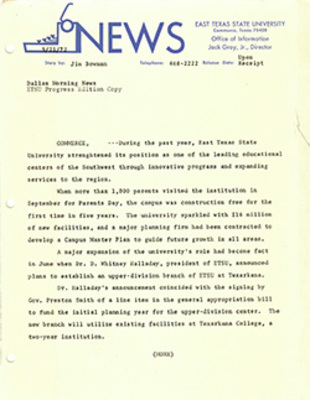 NEWS
EAST TEXAS STATE UNIVERSITY
Commerce, Texas 75428
Office of Information
Jack Gray, Jr., Director
Story by: Jim Bowman
Telephone: 468-2222
Release Date: Upon Receipt
Dallas Morning News
ETSU Progress Edition Copy
COMMERCE, ---During the past year, East Texas State
University strenghtened its position as one of the leading educational
centers of the Southwest through innovative programs and expanding
services to the region.
When more than 1,800 parents visited the institution in
September for Parents Day, the campus was construction free for the
first time in five years. The university sparkled with $18 million
of new facilities, and a major planning firm had been contracted to
develop a Campus Master Plan to guide future growth in all areas.
A major expansion of the university's role had become fact
in June when Dr. D. Whitney Halladay, president of ETSU, announced
plans to establish an upper-division branch of ETSU at Texarkana.
Dr. Halladay's announcement coincided with the signing by
Gov. Preston Smith of a line item in the general appropriation bill
to fund the initial planning year for the upper-division center. The
new branch will utilize existing facilities at Texarkana College, a
two-year institution.
(MORE)